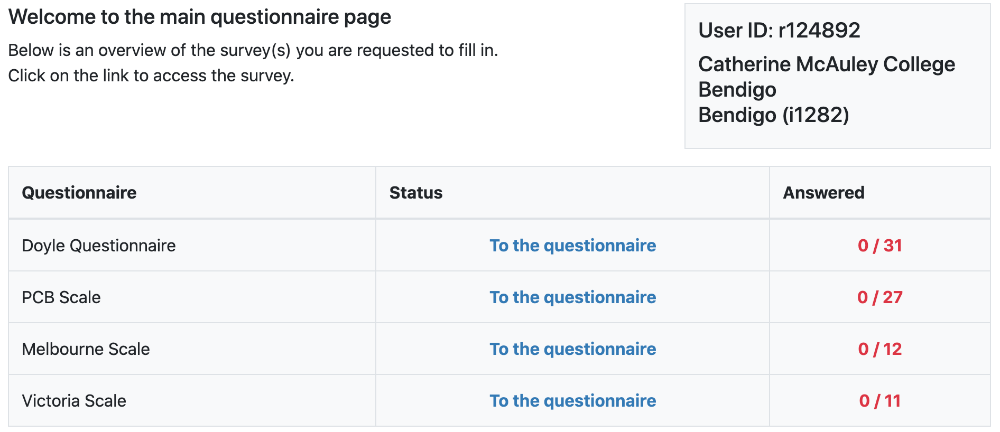 Welcome to the main questionnaire page
Below is an overview of the survey(s) you are requested to fill in.
Click on the link to access the survey.
User ID: r124892
Catherine McAuley College
Bendigo
Bendigo (i1282)
Questionnaire Status Answered
Doyle Questionnaire To the questionnaire 0 / 31
PCB Scale To the questionnaire 0 / 27
Melbourne Scale To the questionnaire 0 / 12
Victoria Scale To the questionnaire 0 / 11